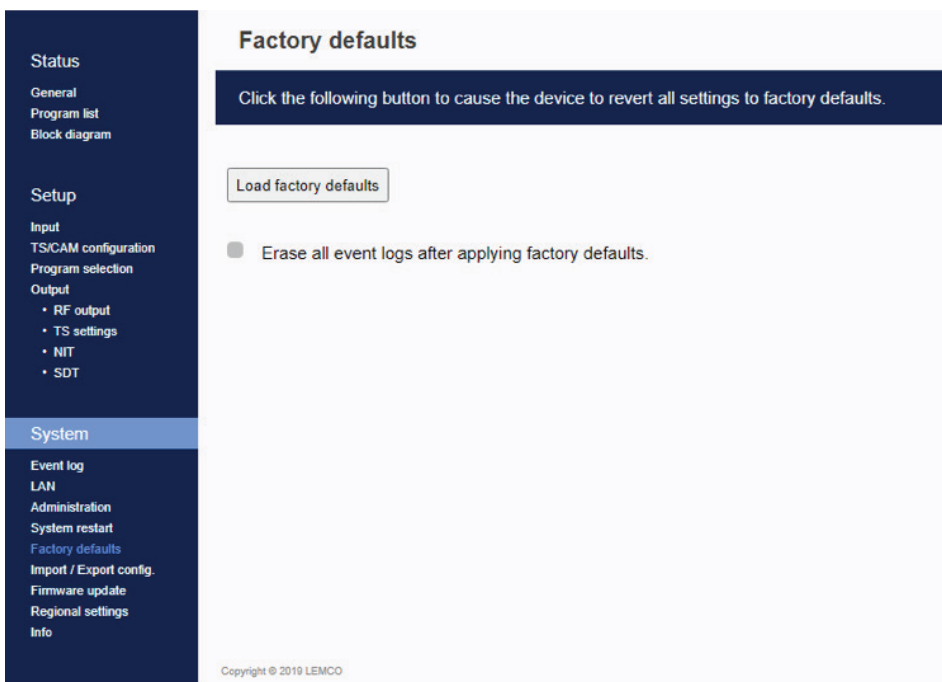 Status
General
Program list
Block diagram
Setup
Input
TS/CAM configuration
Program selection
Output
• RF output
• TS settings
• NIT
• SDT
System
Event log
LAN
Administration
System restart
Factory defaults
Import / Export config.
Firmware update
Regional settings
Info
Factory defaults
Click the following button to cause the device to revert all settings to factory defaults.
Load factory defaults
Erase all event logs after applying factory defaults.
Copyright © 2019 LEMCO